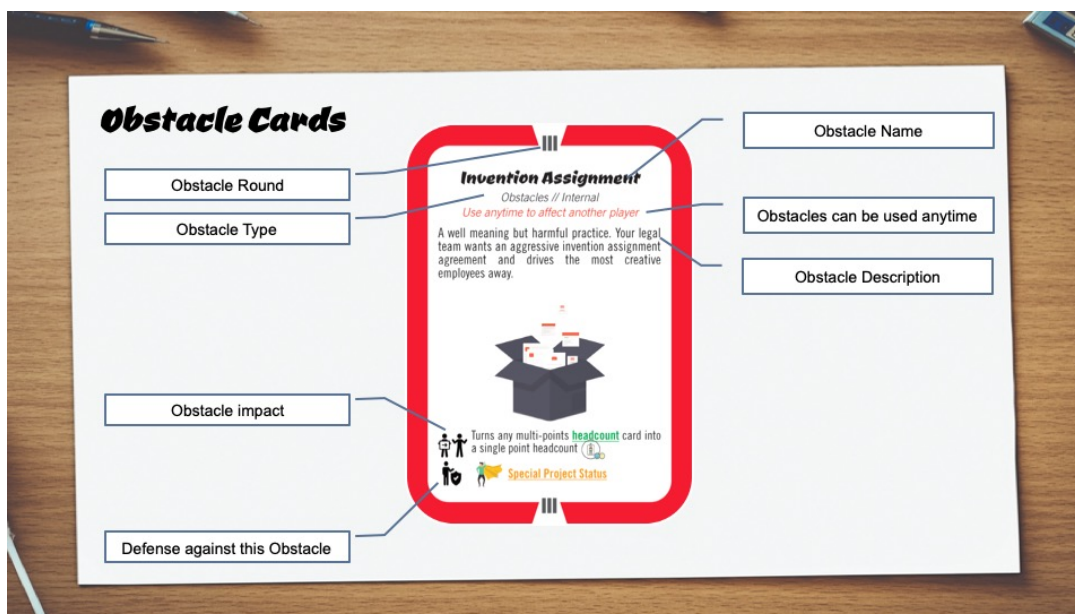 Obstacle Cards
Obstacle Round
Obstacle Type
Obstacle impact
Defense against this Obstacle
III
Invention Assignment
Obstacles // Internal
Use anytime to affect another player
A well meaning but harmful practice. Your legal
team wants an aggressive invention assignment
agreement and drives the most creative
employees away.
Turns any multi-points headcount card into
a single point headcount
Special Project Status
III
Obstacle Name
Obstacles can be used anytime
Obstacle Description